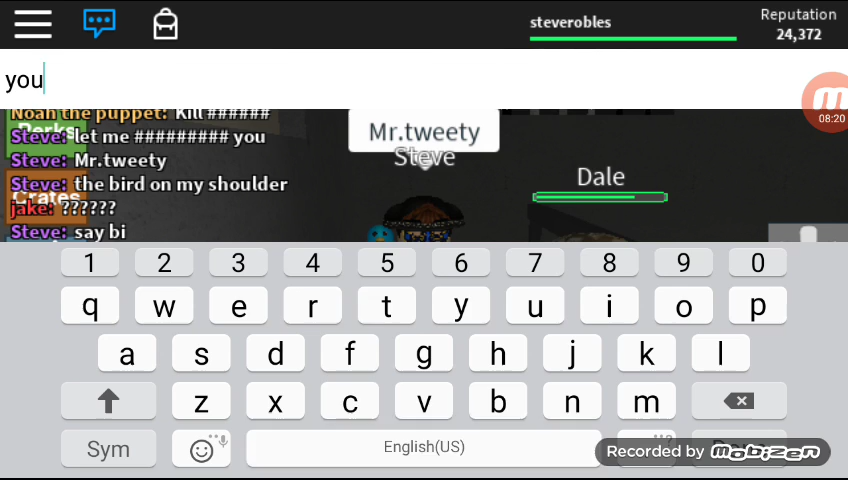 steverobles
Reputation
24,372
you
08:20
Noah the puppet: Kill ######
Perks
Steve: let me ######### you
Steve: Mr.tweety
Steve: the bird on my shoulder
Crates
jake: ??????
Steve: say bi
Mr.tweety
Steve
Dale
1 2 3 4 5 6 7 8 9 0
q w e r t y u i o p
a s d f g h j k l
z x c v b n m
Sym
English(US)
Recorded by mobizen